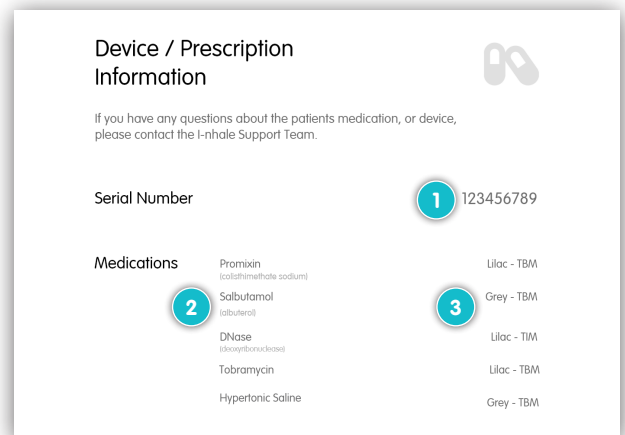 Device / Prescription
Information
If you have any questions about the patients medication, or device,
please contact the I-nhale Support Team.
Serial Number 1 123456789
Medications Promixin Lilac - TBM
(colisthimethate sodium)
2 Salbutamol 3 Grey - TBM
(albuterol)
DNase Lilac - TIM
(deoxyribonuclease)
Tobramycin Lilac - TBM
Hypertonic Saline Grey - TBM